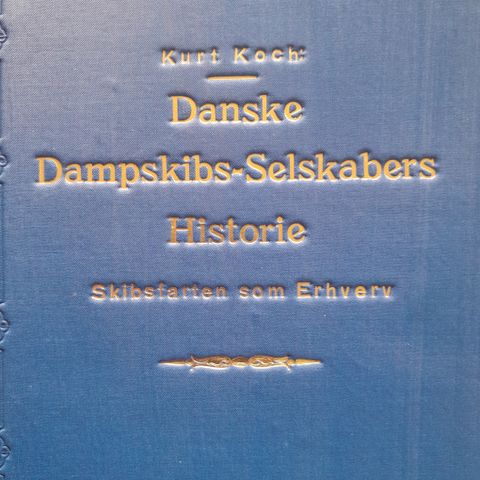 Kurt Koch:
Danske
Dampskibs-Selskabers
Historie
Skibsfarten som Erhverv